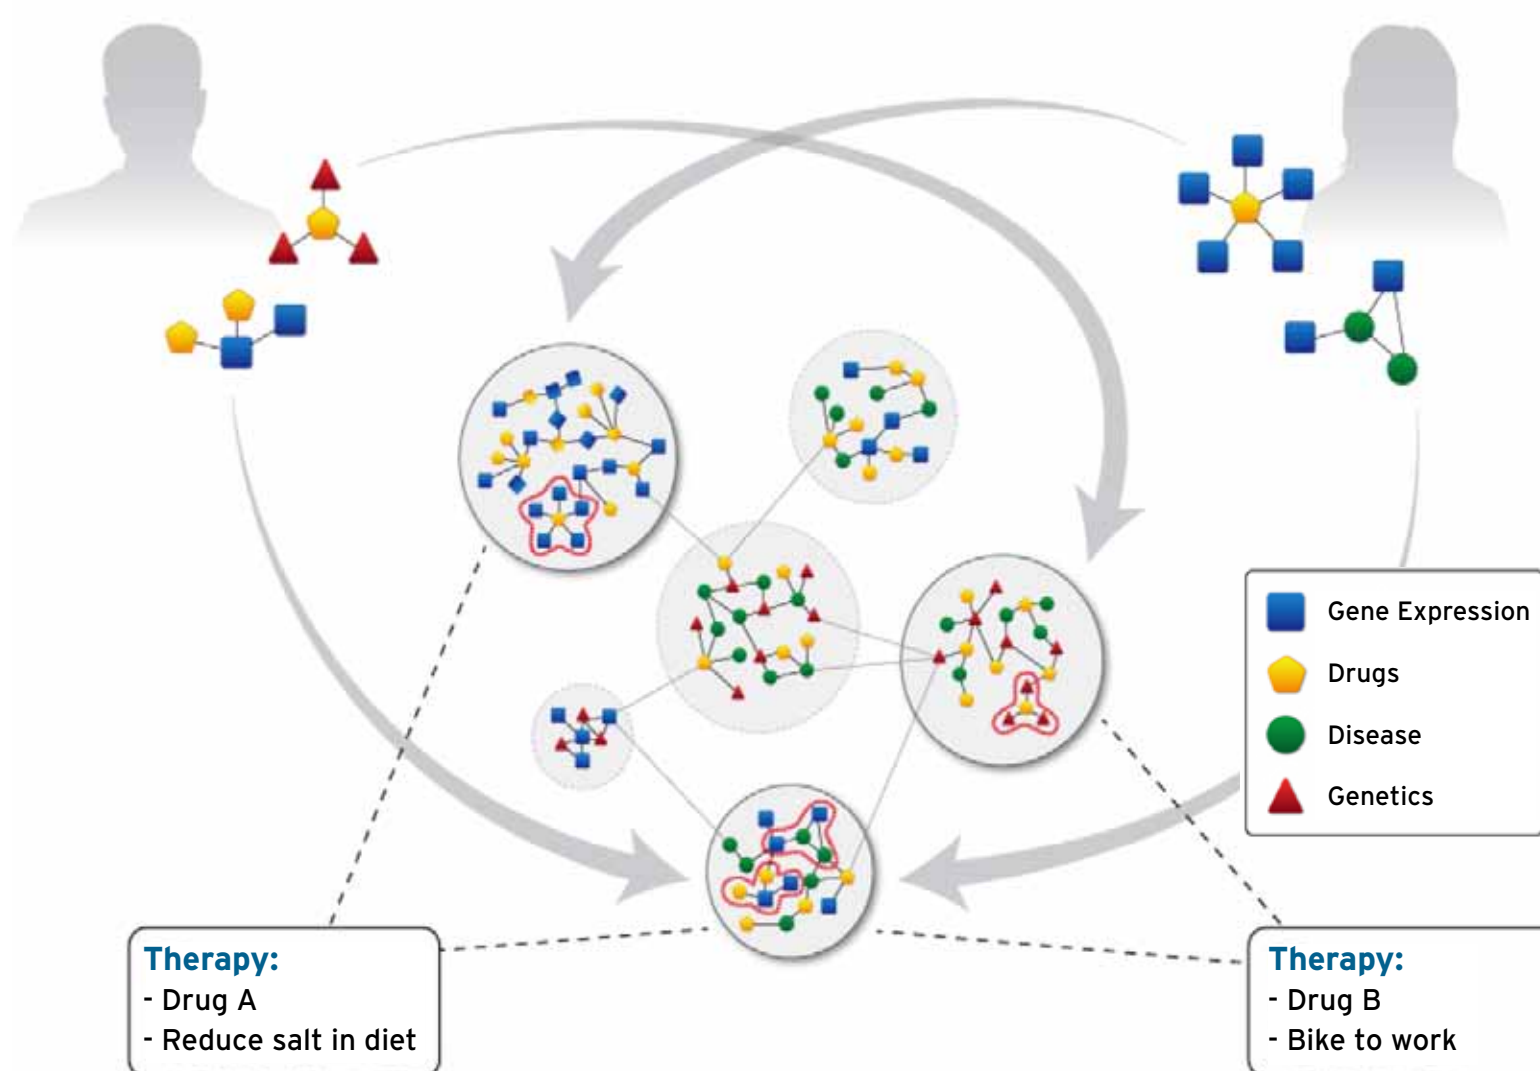 Gene Expression
Drugs
Disease
Genetics
Therapy:
- Drug A
- Reduce salt in diet
Therapy:
- Drug B
- Bike to work